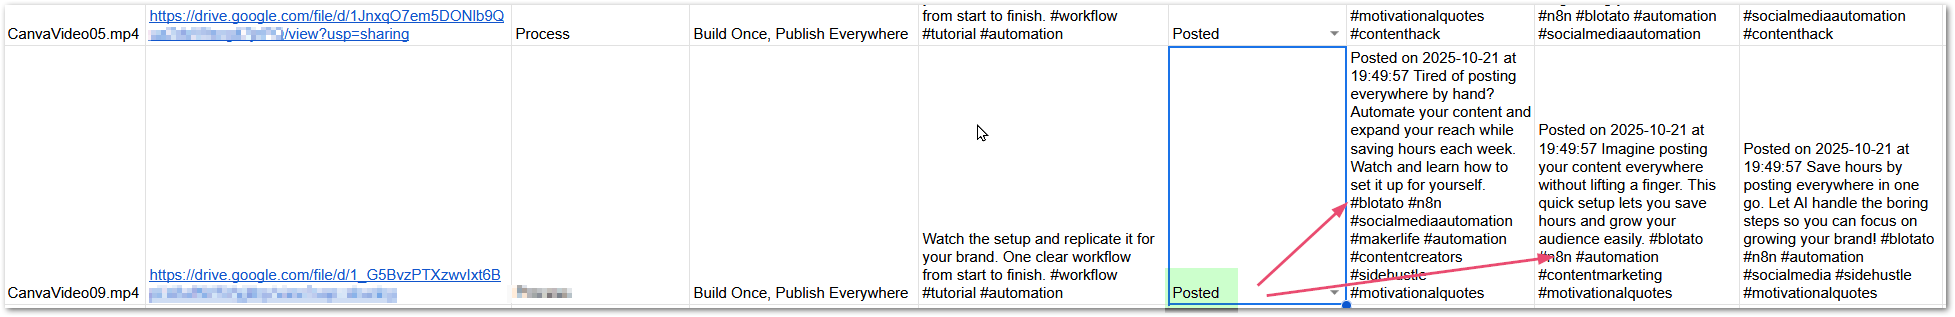 CanvaVideo05.mp4
https://drive.google.com/file/d/1JnxqO7em5DONlb9Q
/view?usp=sharing
Process
Build Once, Publish Everywhere
from start to finish. #workflow
#tutorial #automation
Posted
#motivationalquotes
#contenthack
#n8n #blotato #automation
#socialmediaautomation
#socialmediaautomation
#contenthack
CanvaVideo09.mp4
https://drive.google.com/file/d/1_G5BvzPTXzwvlxt6B
Build Once, Publish Everywhere
Watch the setup and replicate it for
your brand. One clear workflow
from start to finish. #workflow
#tutorial #automation
Posted
Posted on 2025-10-21 at
19:49:57 Tired of posting
everywhere by hand?
Automate your content and
expand your reach while
saving hours each week.
Watch and learn how to
set it up for yourself.
#blotato #n8n
#socialmediaautomation
#makerlife #automation
#contentcreators
#sidehustle
#motivationalquotes
Posted on 2025-10-21 at
19:49:57 Imagine posting
your content everywhere
without lifting a finger. This
quick setup lets you save
hours and grow your
audience easily. #blotato
#n8n #automation
#contentmarketing
#motivationalquotes
Posted on 2025-10-21 at
19:49:57 Save hours by
posting everywhere in one
go. Let AI handle the boring
steps so you can focus on
growing your brand! #blotato
#n8n #automation
#socialmedia #sidehustle
#motivationalquotes